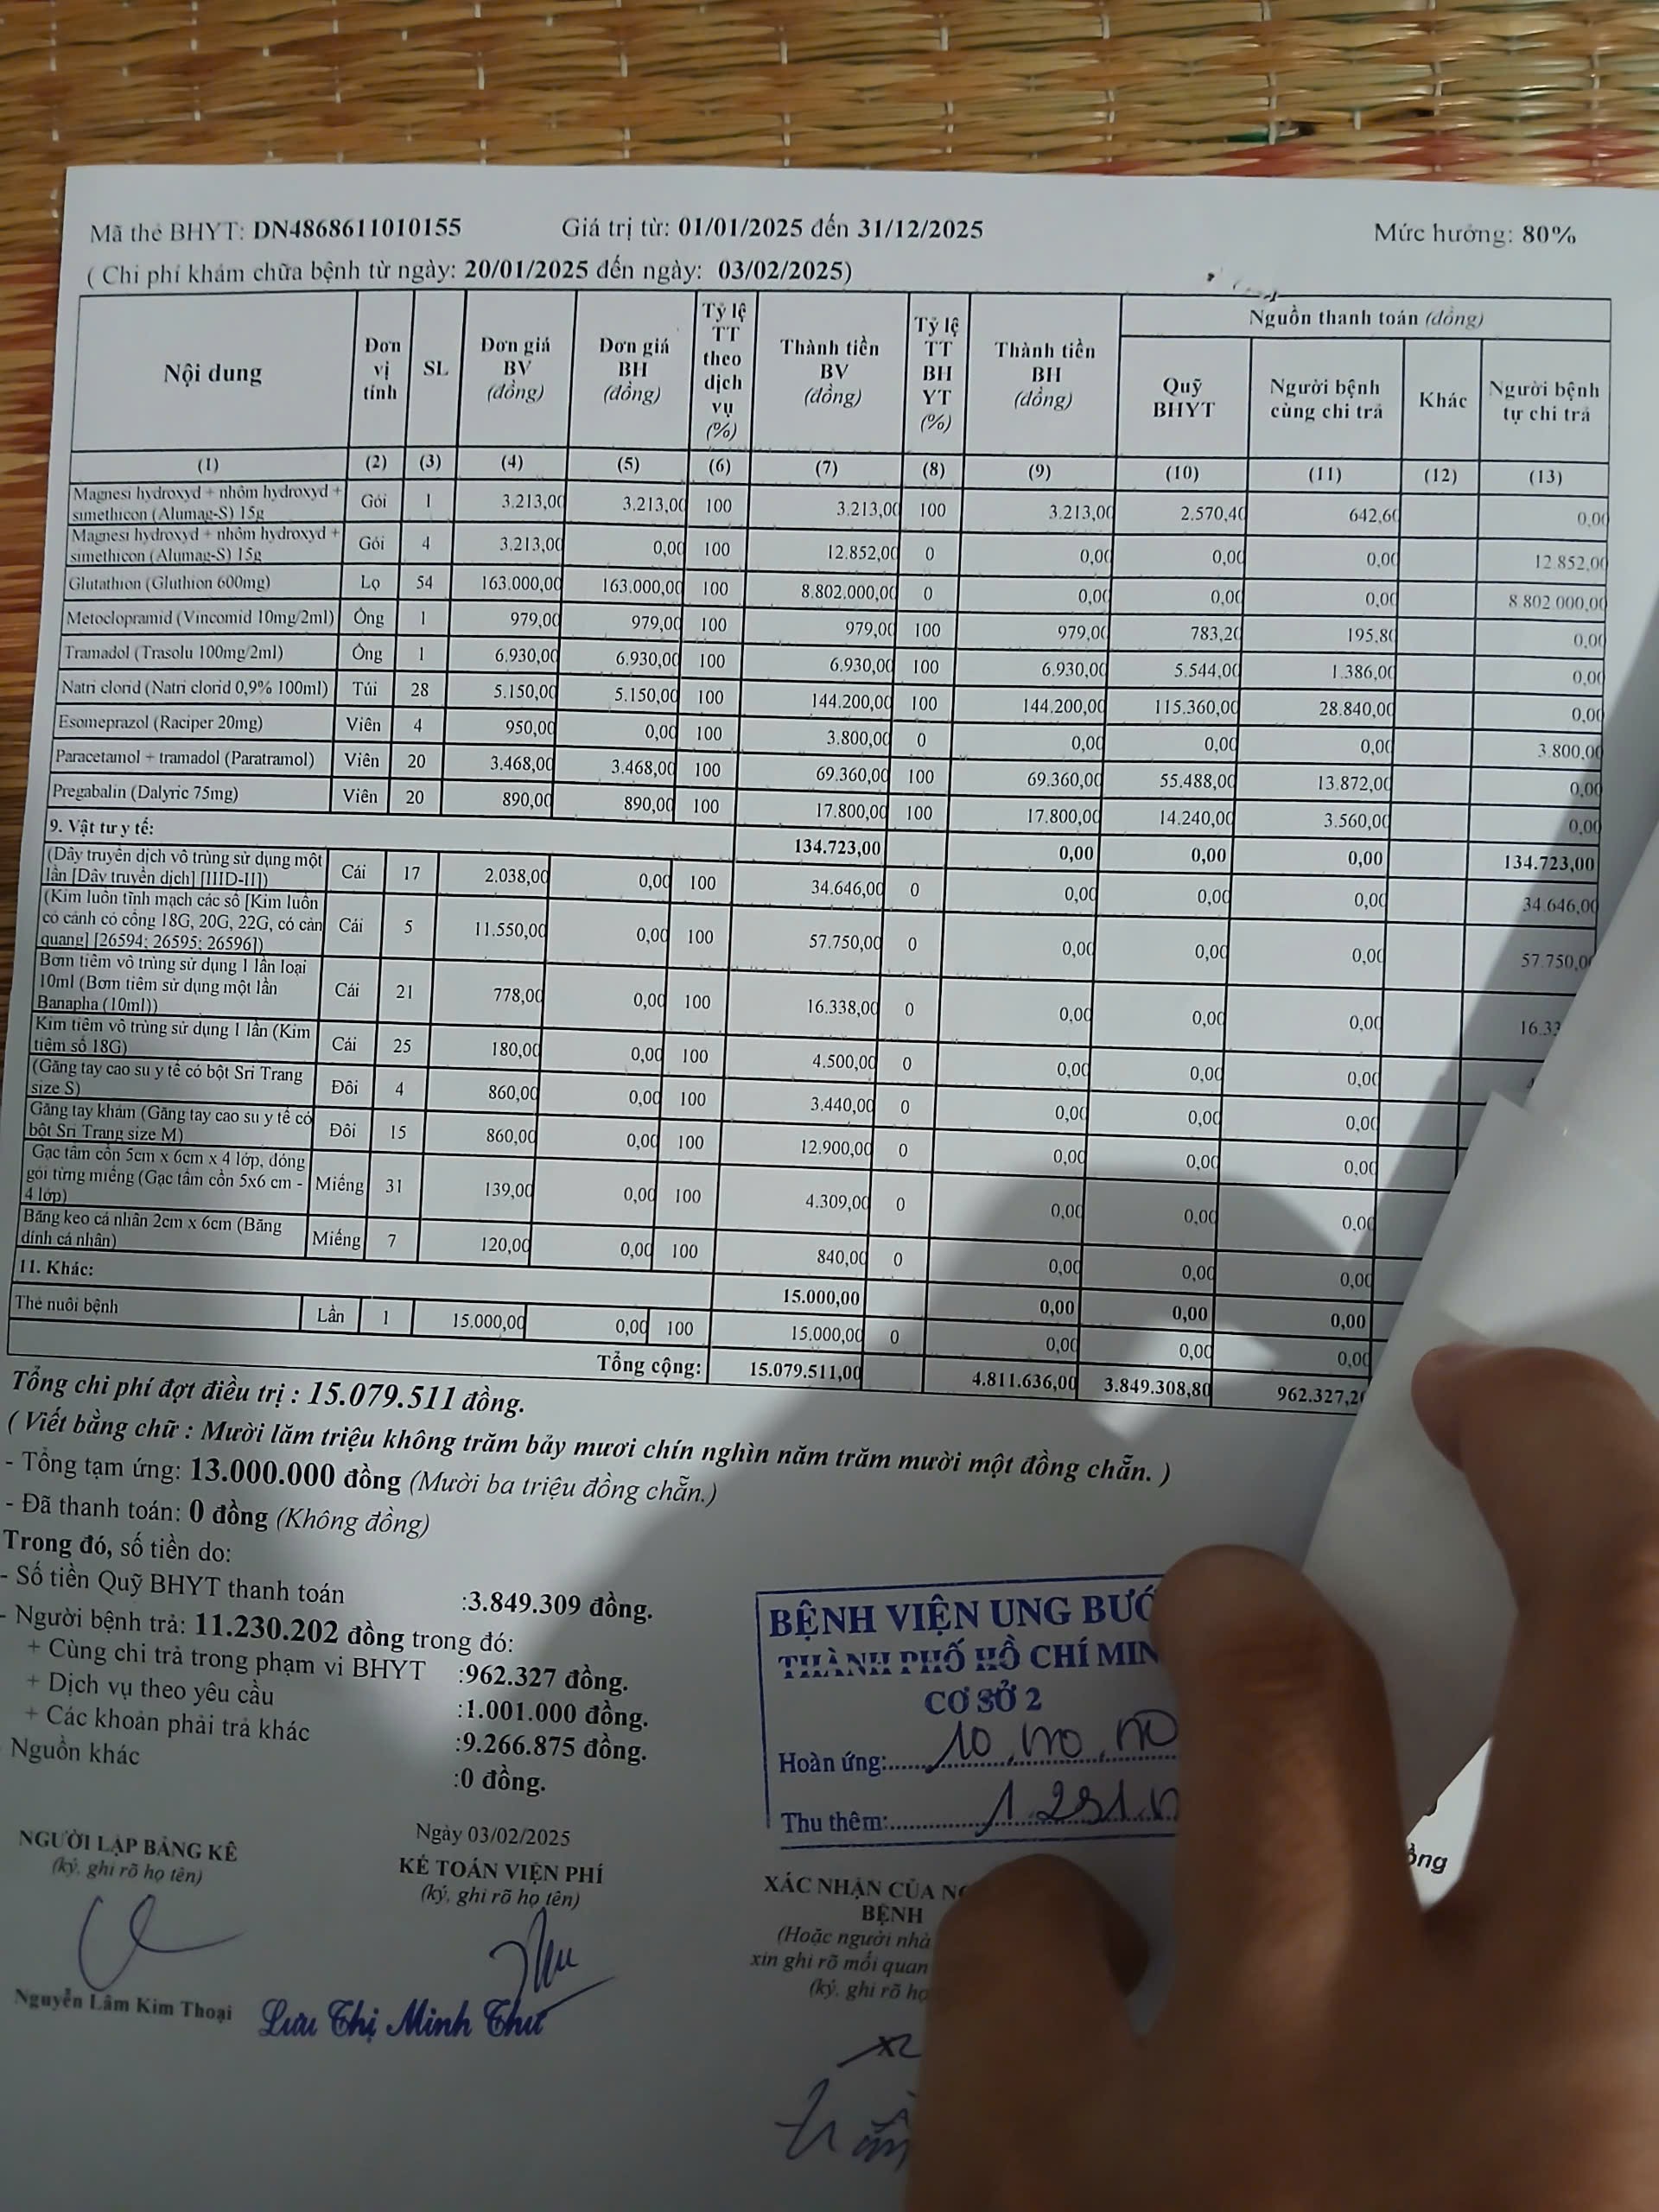 Mã thẻ BHYT: DN4868611010155 Giá trị từ: 01/01/2025 đến 31/12/2025 Mức hưởng: 80%
( Chi phí khám chữa bệnh từ ngày: 20/01/2025 đến ngày: 03/02/2025)
Nội dung Đơn vị tính SL Đơn giá BV (đồng) Đơn giá BH (đồng) Tỷ lệ TT theo dịch vụ (%) Thành tiền BV (đồng) Tỷ lệ TT BH YT (%) Thành tiền BH (đồng) Nguồn thanh toán (đồng)
Quỹ BHYT Người bệnh cùng chi trả Khác Người bệnh tự chi trả
(1) (2) (3) (4) (5) (6) (7) (8) (9) (10) (11) (12) (13)
Magnesi hydroxyd + nhôm hydroxyd + simethicon (Alumag-S) 15g Gói 1 3.213,00 3.213,00 100 3.213,00 100 3.213,00 2.570,40 642,60 0,00
Magnesi hydroxyd + nhôm hydroxyd + simethicon (Alumag-S) 15g Gói 4 3.213,00 0,00 100 12.852,00 0 0,00 0,00 0,00 12.852,00
Glutathion (Gluthion 600mg) Lọ 54 163.000,00 163.000,00 100 8.802.000,00 0 0,00 0,00 0,00 8.802.000,00
Metoclopramid (Vincomid 10mg/2ml) Ống 1 979,00 979,00 100 979,00 100 979,00 783,20 195,80 0,00
Tramadol (Trasolu 100mg/2ml) Ống 1 6.930,00 6.930,00 100 6.930,00 100 6.930,00 5.544,00 1.386,00 0,00
Natri clorid (Natri clorid 0,9% 100ml) Túi 28 5.150,00 5.150,00 100 144.200,00 100 144.200,00 115.360,00 28.840,00 0,00
Esomeprazol (Raciper 20mg) Viên 4 950,00 0,00 100 3.800,00 0 0,00 0,00 0,00 3.800,00
Paracetamol + tramadol (Paratramol) Viên 20 3.468,00 3.468,00 100 69.360,00 100 69.360,00 55.488,00 13.872,00 0,00
Pregabalin (Dalyric 75mg) Viên 20 890,00 890,00 100 17.800,00 100 17.800,00 14.240,00 3.560,00 0,00
9. Vật tư y tế: 134.723,00 0,00 0,00 0,00 134.723,00
(Dây truyền dịch vô trùng sử dụng một lần [Dây truyền dịch] [IIID-II]) Cái 17 2.038,00 0,00 100 34.646,00 0 0,00 0,00 0,00 34.646,00
(Kim luồn tĩnh mạch các số [Kim luồn có cánh có cổng 18G, 20G, 22G, có cản quang] [26594; 26595; 26596]) Cái 5 11.550,00 0,00 100 57.750,00 0 0,00 0,00 0,00 57.750,00
Bơm tiêm vô trùng sử dụng 1 lần loại 10ml (Bơm tiêm sử dụng một lần Banapha (10ml)) Cái 21 778,00 0,00 100 16.338,00 0 0,00 0,00 0,00 16.33
Kim tiêm vô trùng sử dụng 1 lần (Kim tiêm số 18G) Cái 25 180,00 0,00 100 4.500,00 0 0,00 0,00 0,00
(Găng tay cao su y tế có bột Sri Trang size S) Đôi 4 860,00 0,00 100 3.440,00 0 0,00 0,00 0,00
Găng tay khám (Găng tay cao su y tế có bột Sri Trang size M) Đôi 15 860,00 0,00 100 12.900,00 0 0,00 0,00 0,00
Gạc tẩm cồn 5cm x 6cm x 4 lớp, đóng gói từng miếng (Gạc tẩm cồn 5x6 cm - 4 lớp) Miếng 31 139,00 0,00 100 4.309,00 0 0,00 0,00 0,00
Băng keo cá nhân 2cm x 6cm (Băng dính cá nhân) Miếng 7 120,00 0,00 100 840,00 0 0,00 0,00 0,00
11. Khác: 15.000,00 0,00 0,00 0,00
Thẻ nuôi bệnh Lần 1 15.000,00 0,00 100 15.000,00 0 0,00 0,00 0,00
Tổng cộng: 15.079.511,00 4.811.636,00 3.849.308,80 962.327,20
Tổng chi phí đợt điều trị : 15.079.511 đồng.
( Viết bằng chữ : Mười lăm triệu không trăm bảy mươi chín nghìn năm trăm mười một đồng chẵn. )
- Tổng tạm ứng: 13.000.000 đồng (Mười ba triệu đồng chẵn.)
- Đã thanh toán: 0 đồng (Không đồng)
Trong đó, số tiền do:
- Số tiền Quỹ BHYT thanh toán :3.849.309 đồng.
- Người bệnh trả: 11.230.202 đồng trong đó:
+ Cùng chi trả trong phạm vi BHYT :962.327 đồng.
+ Dịch vụ theo yêu cầu :1.001.000 đồng.
+ Các khoản phải trả khác :9.266.875 đồng.
Nguồn khác :0 đồng.
BỆNH VIỆN UNG BƯỚ
THÀNH PHỐ HỒ CHÍ MIN
CƠ SỞ 2
Hoàn ứng:
Thu thêm:
ồng
Ngày 03/02/2025
NGƯỜI LẬP BẢNG KÊ KẾ TOÁN VIỆN PHÍ XÁC NHẬN CỦA
(ký, ghi rõ họ tên) (ký, ghi rõ họ tên) BỆNH
(Hoặc người nhà
xin ghi rõ mối quan
(ký, ghi rõ họ
Nguyễn Lâm Kim Thoại Lưu Thị Minh Thư